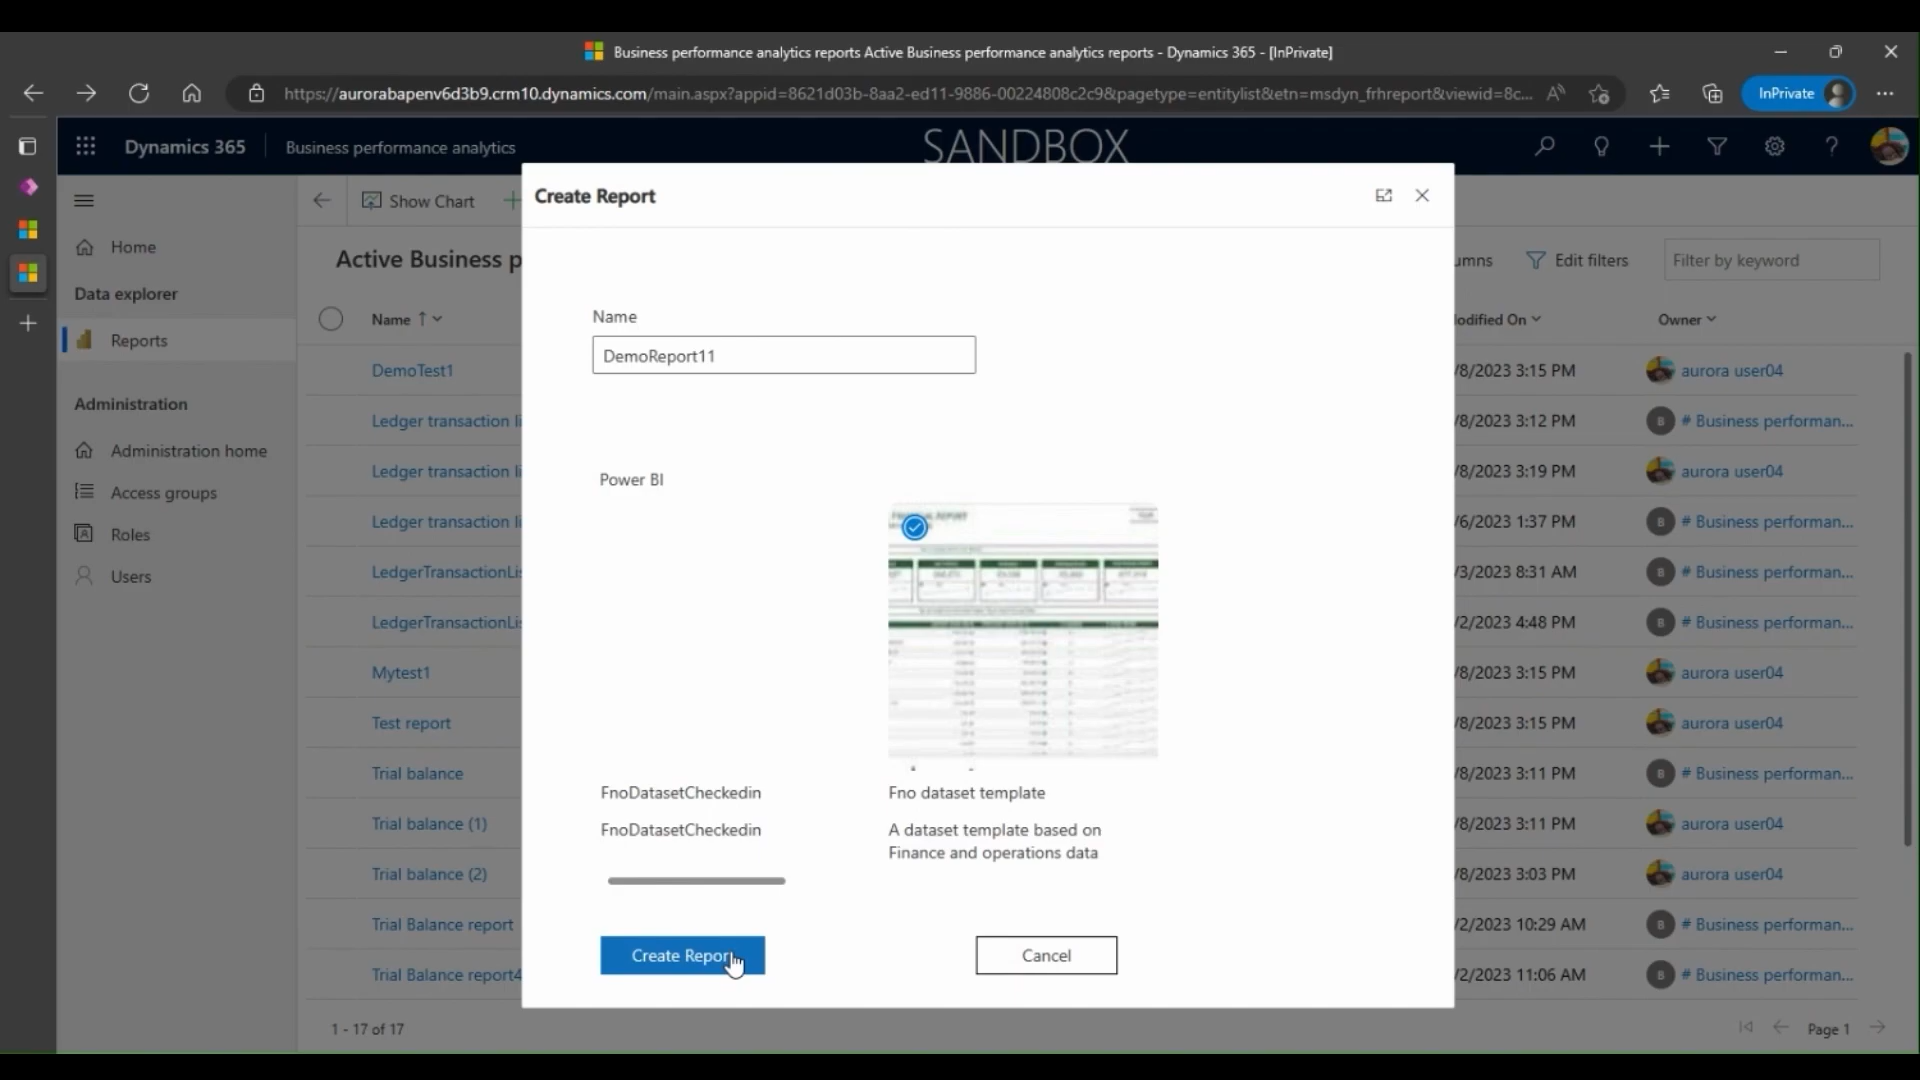 Business performance analytics reports Active Business performance analytics reports - Dynamics 365 - [InPrivate]
https://aurorabapenv6d3b9.crm10.dynamics.com/main.aspx?appid=8621d03b-8aa2-ed11-9886-00224808c2c9&pagetype=entitylist&etn=msdyn_frhreport&viewid=8c...
InPrivate
Dynamics 365
Business performance analytics
SANDBOX
Home
Data explorer
Reports
Administration
Administration home
Access groups
Roles
Users
Show Chart
Active Business p
umns
Edit filters
Filter by keyword
Name
odified On
Owner
DemoTest1
/8/2023 3:15 PM
aurora user04
Ledger transaction li
/8/2023 3:12 PM
B
# Business performan...
Ledger transaction li
/8/2023 3:19 PM
aurora user04
Ledger transaction li
/6/2023 1:37 PM
B
# Business performan...
LedgerTransactionLis
/3/2023 8:31 AM
B
# Business performan...
LedgerTransactionLis
/2/2023 4:48 PM
B
# Business performan...
Mytest1
/8/2023 3:15 PM
aurora user04
Test report
/8/2023 3:15 PM
aurora user04
Trial balance
/8/2023 3:11 PM
B
# Business performan...
Trial balance (1)
/8/2023 3:11 PM
aurora user04
Trial balance (2)
/8/2023 3:03 PM
aurora user04
Trial Balance report
/2/2023 10:29 AM
B
# Business performan...
Trial Balance report4
/2/2023 11:06 AM
B
# Business performan...
1 - 17 of 17
Page 1
Create Report
Name
DemoReport11
Power BI
REPORT
FnoDatasetCheckedin
FnoDatasetCheckedin
Fno dataset template
A dataset template based on
Finance and operations data
Create Repor
Cancel